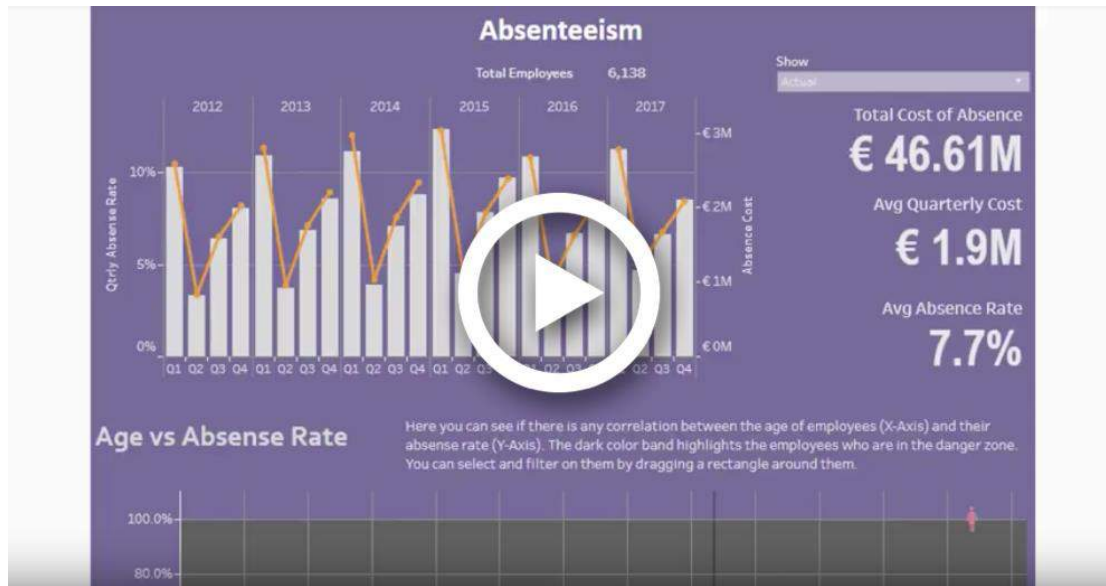 Absenteeism
Total Employees 6,138
Show
Actual
2012 2013 2014 2015 2016 2017
Total Cost of Absence
€ 46.61M
Avg Quarterly Cost
€ 1.9M
Avg Absence Rate
7.7%
Qtrly Absense Rate
10%
5%
0%
€3M
€2M
€1M
€0M
Absence Cost
Q1 Q2 Q3 Q4 Q1 Q2 Q3 Q4 Q1 Q2 Q3 Q4 Q1 Q2 Q3 Q1 Q2 Q3 Q4
Age vs Absense Rate
Here you can see if there is any correlation between the age of employees (X-Axis) and their
absense rate (Y-Axis). The dark color band highlights the employees who are in the danger zone.
You can select and filter on them by dragging a rectangle around them.
100.0%
80.0%